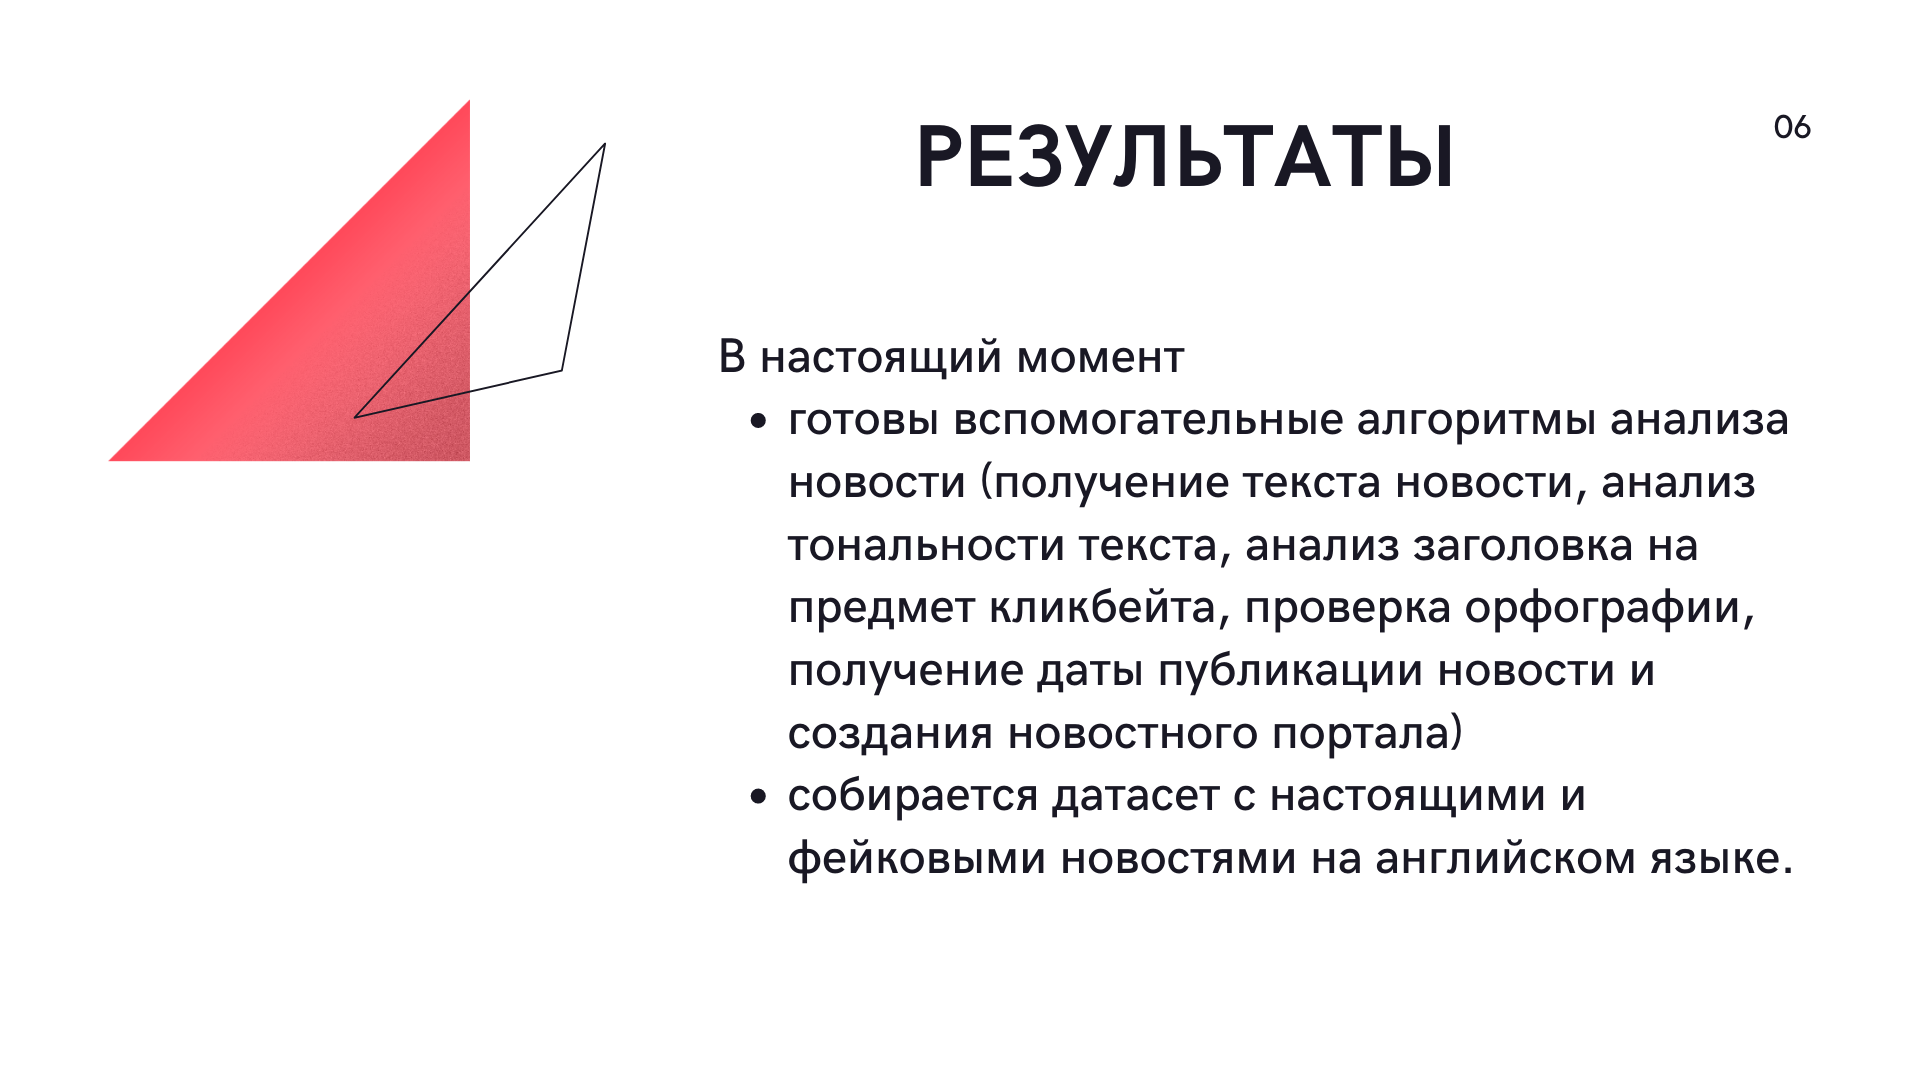 РЕЗУЛЬТАТЫ
06
В настоящий момент
• готовы вспомогательные алгоритмы анализа
новости (получение текста новости, анализ
тональности текста, анализ заголовка на
предмет кликбейта, проверка орфографии,
получение даты публикации новости и
создания новостного портала)
• собирается датасет с настоящими и
фейковыми новостями на английском языке.